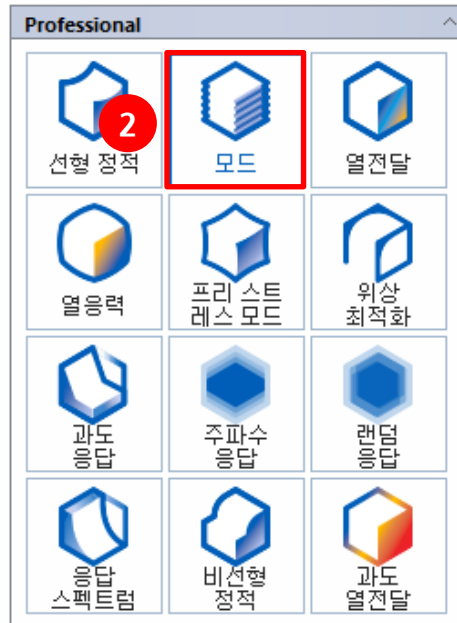 Professional
2
선형 정적
모드
열전달
열응력
프리 스트
레스 모드
위상
최적화
과도
응답
주파수
응답
랜덤
응답
응답
스펙트럼
비선형
정적
과도
열전달